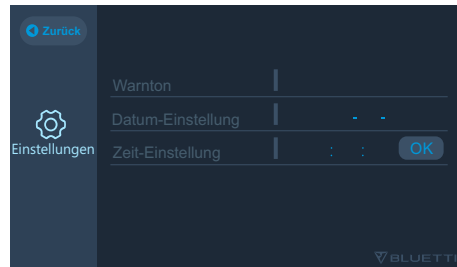 Zurück
Warnton
Datum-Einstellung - -
Einstellungen
Zeit-Einstellung : : OK
BLUETTI